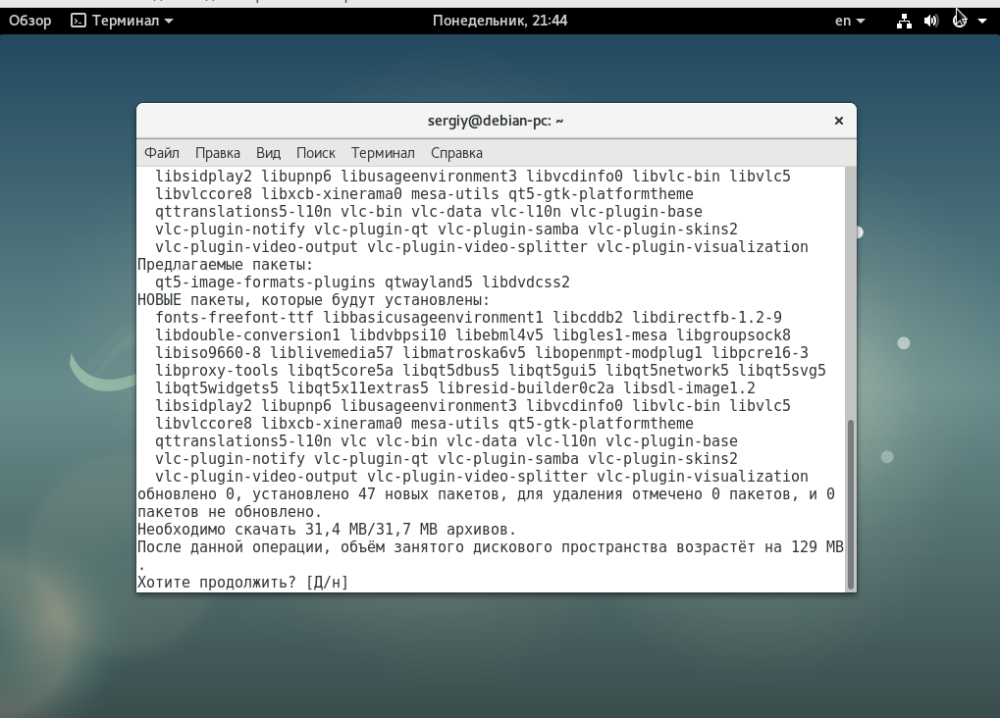 Обзор Терминал Понедельник, 21:44 en
sergiy@debian-pc: ~
Файл Правка Вид Поиск Терминал Справка
libsidplay2 libupnp6 libusageenvironment3 libvcdinfo0 libvlc-bin libvlc5
libvlccore8 libxcb-xinerama0 mesa-utils qt5-gtk-platformtheme
qttranslations5-l10n vlc-bin vlc-data vlc-l10n vlc-plugin-base
vlc-plugin-notify vlc-plugin-qt vlc-plugin-samba vlc-plugin-skins2
vlc-plugin-video-output vlc-plugin-video-splitter vlc-plugin-visualization
Предлагаемые пакеты:
qt5-image-formats-plugins qtwayland5 libdvdcss2
НОВЫЕ пакеты, которые будут установлены:
fonts-freefont-ttf libbasicusageenvironment1 libcddb2 libdirectfb-1.2-9
libdouble-conversion1 libdvbpsi10 libebml4v5 libgles1-mesa libgroupsock8
libiso9660-8 liblivemedia57 libmatroska6v5 libopenmpt-modplug1 libpcre16-3
libproxy-tools libqt5core5a libqt5dbus5 libqt5gui5 libqt5network5 libqt5svg5
libqt5widgets5 libqt5x11extras5 libresid-builder0c2a libsdl-image1.2
libsidplay2 libupnp6 libusageenvironment3 libvcdinfo0 libvlc-bin libvlc5
libvlccore8 libxcb-xinerama0 mesa-utils qt5-gtk-platformtheme
qttranslations5-l10n vlc vlc-bin vlc-data vlc-l10n vlc-plugin-base
vlc-plugin-notify vlc-plugin-qt vlc-plugin-samba vlc-plugin-skins2
vlc-plugin-video-output vlc-plugin-video-splitter vlc-plugin-visualization
обновлено 0, установлено 47 новых пакетов, для удаления отмечено 0 пакетов, и 0
пакетов не обновлено.
Необходимо скачать 31,4 MB/31,7 MB архивов.
После данной операции, объём занятого дискового пространства возрастёт на 129 MB
.
Хотите продолжить? [Д/н]